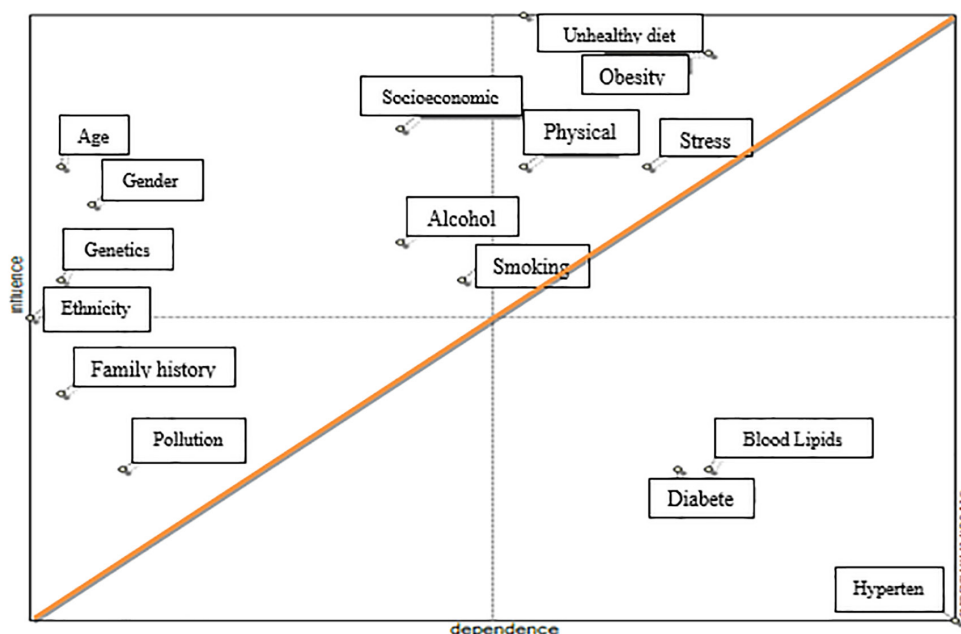 Unhealthy diet
Obesity
Socioeconomic
Physical
Stress
Age
Gender
Alcohol
Genetics
Smoking
Ethnicity
Family history
Pollution
Blood Lipids
Diabete
Hyperten
influence
dependence